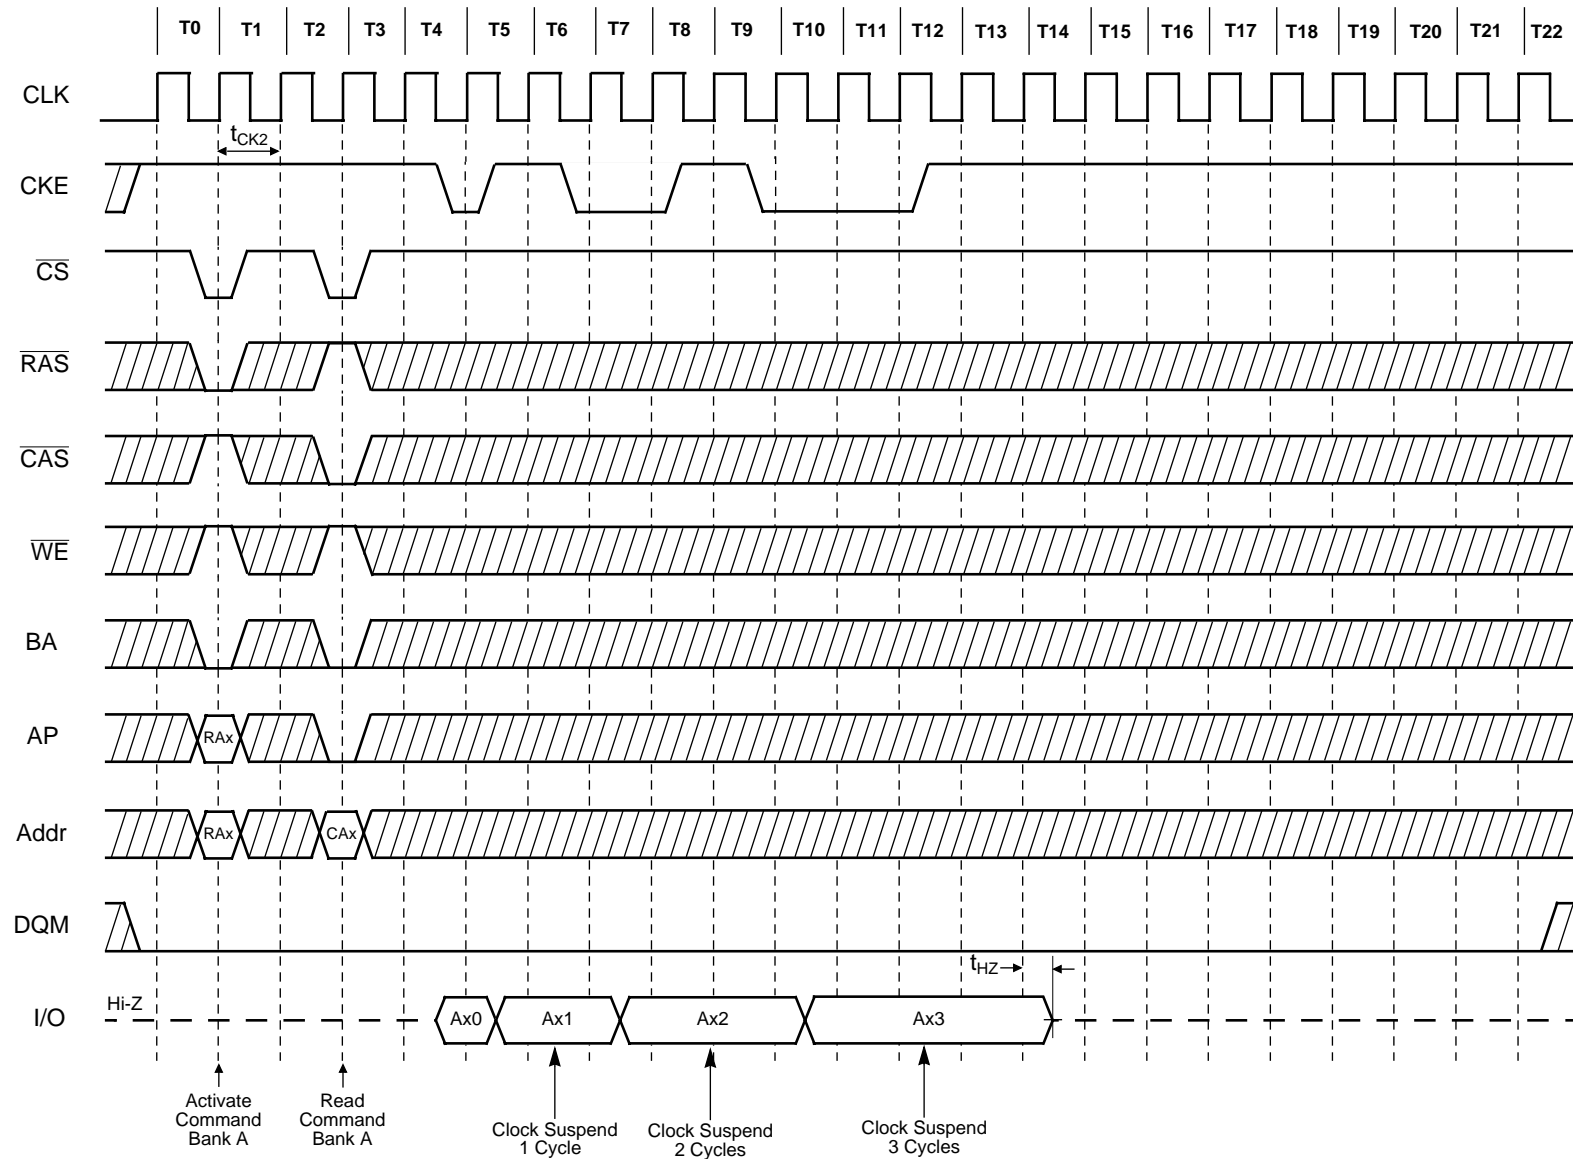 T0 T1 T2 T3 T4 T5 T6 T7 T8 T9 T10 T11 T12 T13 T14 T15 T16 T17 T18 T19 T20 T21 T22
CLK
tCK2
CKE
CS
RAS
CAS
WE
BA
AP RAx
Addr RAx CAx
DQM
tHZ
Hi-Z
I/O Ax0 Ax1 Ax2 Ax3
Activate
Command
Bank A
Read
Command
Bank A
Clock Suspend
1 Cycle
Clock Suspend
2 Cycles
Clock Suspend
3 Cycles